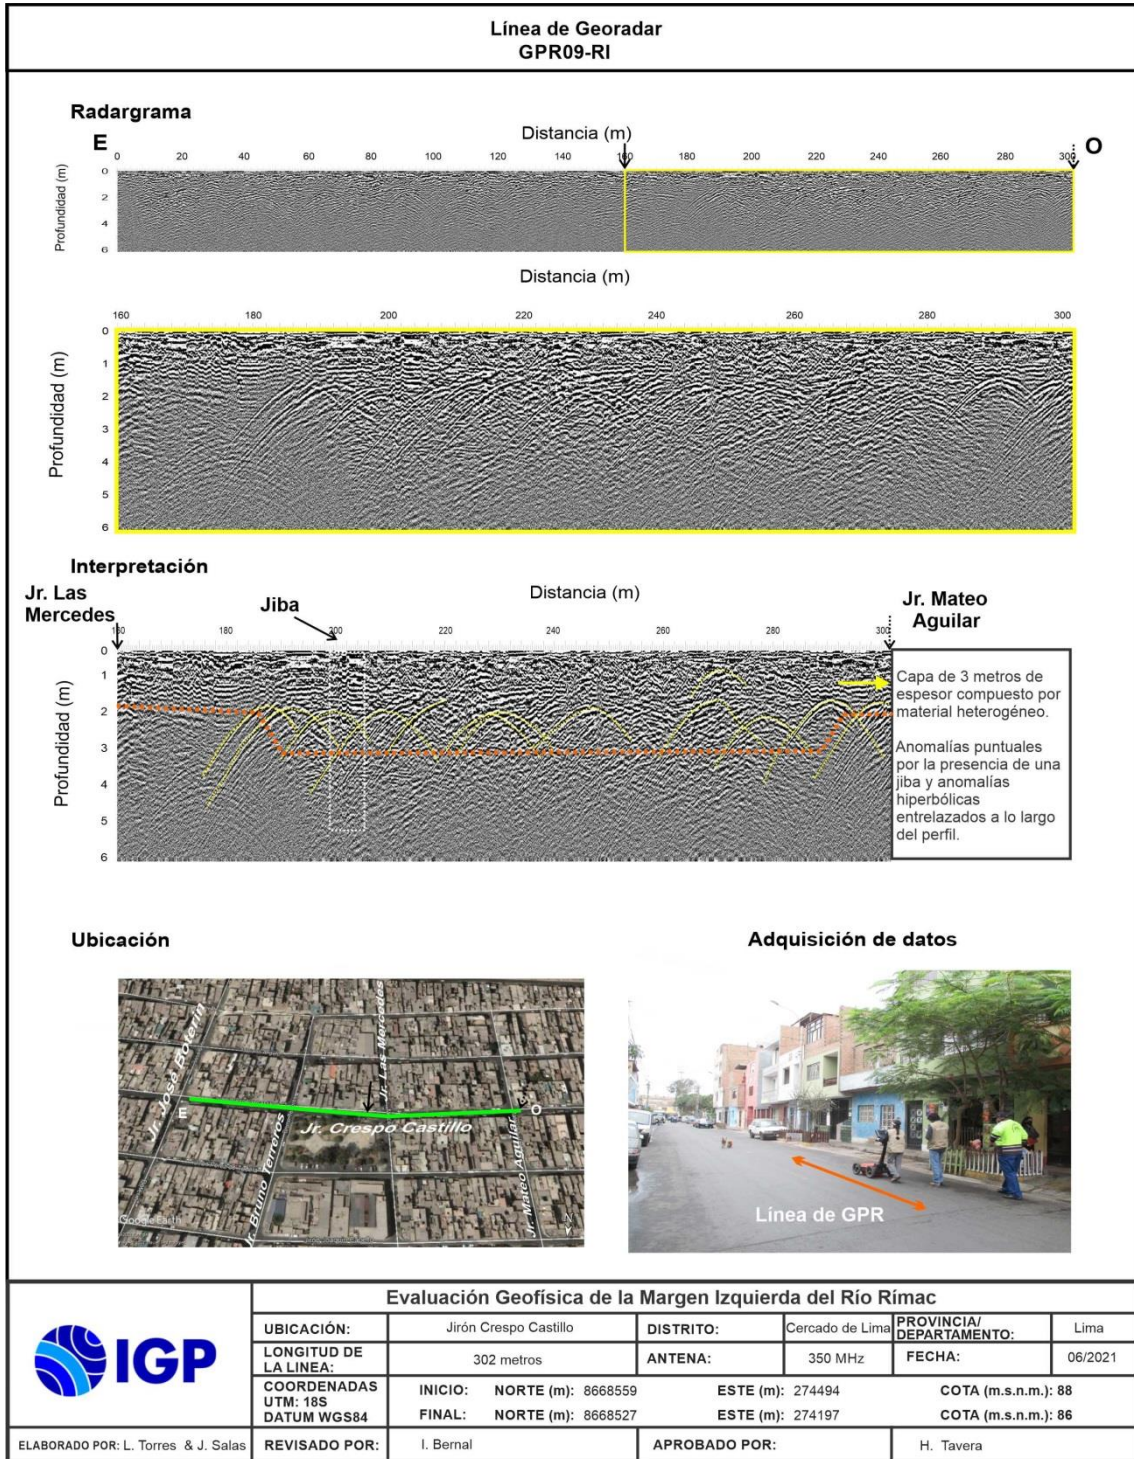 Línea de Georadar
GPR09-RI
Radargrama
Distancia (m)
E
O
0 20 40 60 80 100 120 140 160 180 200 220 240 260 280 300
Profundidad (m)
0
2
4
6
Distancia (m)
160 180 200 220 240 260 280 300
Profundidad (m)
0
1
2
3
4
5
6
Interpretación
Jr. Las
Mercedes
Jiba
Distancia (m)
Jr. Mateo
Aguilar
160 180 200 220 240 260 280 300
Profundidad (m)
0
1
2
3
4
5
6
Capa de 3 metros de
espesor compuesto por
material heterogéneo.
Anomalías puntuales
por la presencia de una
jiba y anomalías
hiperbólicas
entrelazados a lo largo
del perfil.
Ubicación
Jr. José Boterín
Jr. Las Mercedes
E
O
Jr. Crespo Castillo
Jr. Bruno Terreros
Jr. Mateo Aguilar
Google Earth
N
Adquisición de datos
Línea de GPR
IGP
Evaluación Geofísica de la Margen Izquierda del Río Rímac
UBICACIÓN: Jirón Crespo Castillo DISTRITO: Cercado de Lima PROVINCIA/ DEPARTAMENTO: Lima
LONGITUD DE LA LINEA: 302 metros ANTENA: 350 MHz FECHA: 06/2021
COORDENADAS
UTM: 18S
DATUM WGS84
INICIO: NORTE (m): 8668559 ESTE (m): 274494 COTA (m.s.n.m.): 88
FINAL: NORTE (m): 8668527 ESTE (m): 274197 COTA (m.s.n.m.): 86
ELABORADO POR: L. Torres & J. Salas REVISADO POR: I. Bernal APROBADO POR: H. Tavera